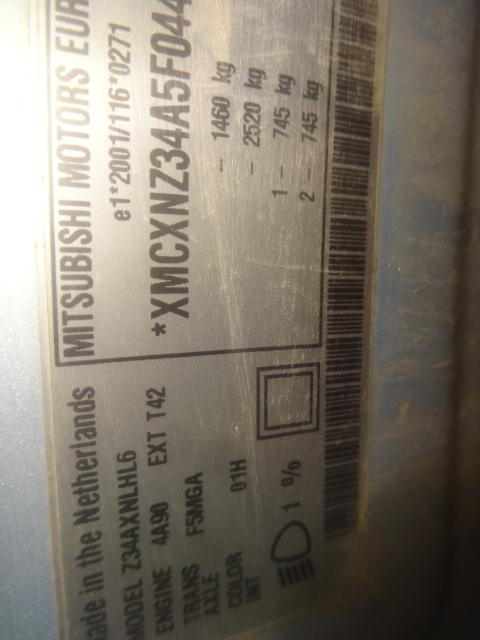 MITSUBISHI MOTORS EUR
e1*2001/116*0271
*XMCXNZ34A5F044
– 1460 kg
– 2520 kg
1– 745 kg
2– 745 kg
ade in the Netherlands
MODEL Z34AXNLHL6
ENGINE 4A90 EXT T42
TRANS F5MGA
AXLE
COLOR 01H
INT
1 %